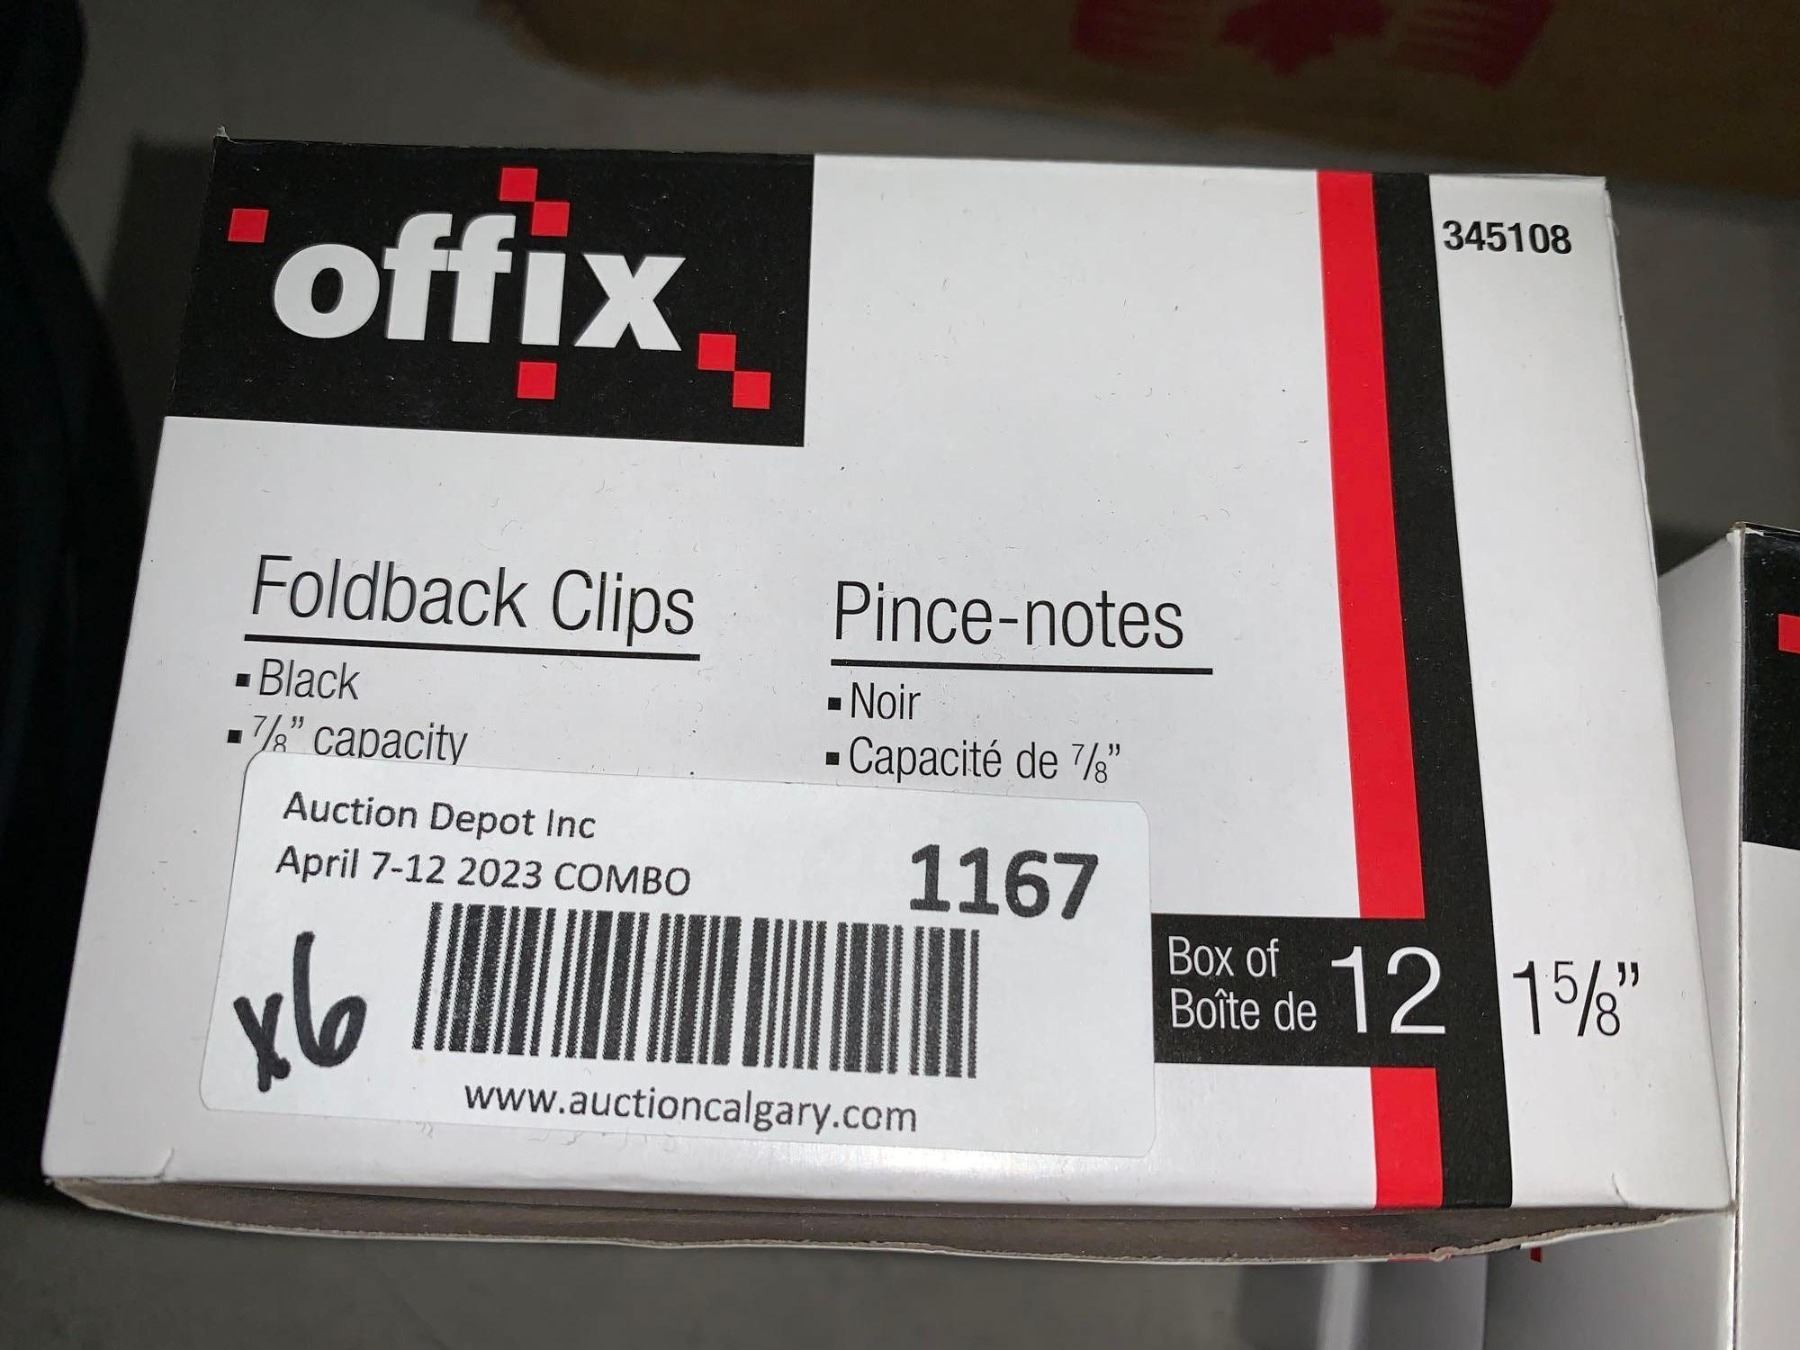 offix
345108
Foldback Clips
▪ Black
▪ 7/8" capacity
Pince-notes
▪ Noir
▪ Capacité de 7/8"
Auction Depot Inc
April 7-12 2023 COMBO
1167
x6
www.auctioncalgary.com
Box of
Boîte de
12
1 5/8"